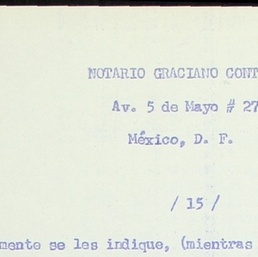 NOTARIO GRACIANO CONT
Av. 5 de Mayo # 27
México, D. F.
/ 15 /
mente se les indique, (mientras